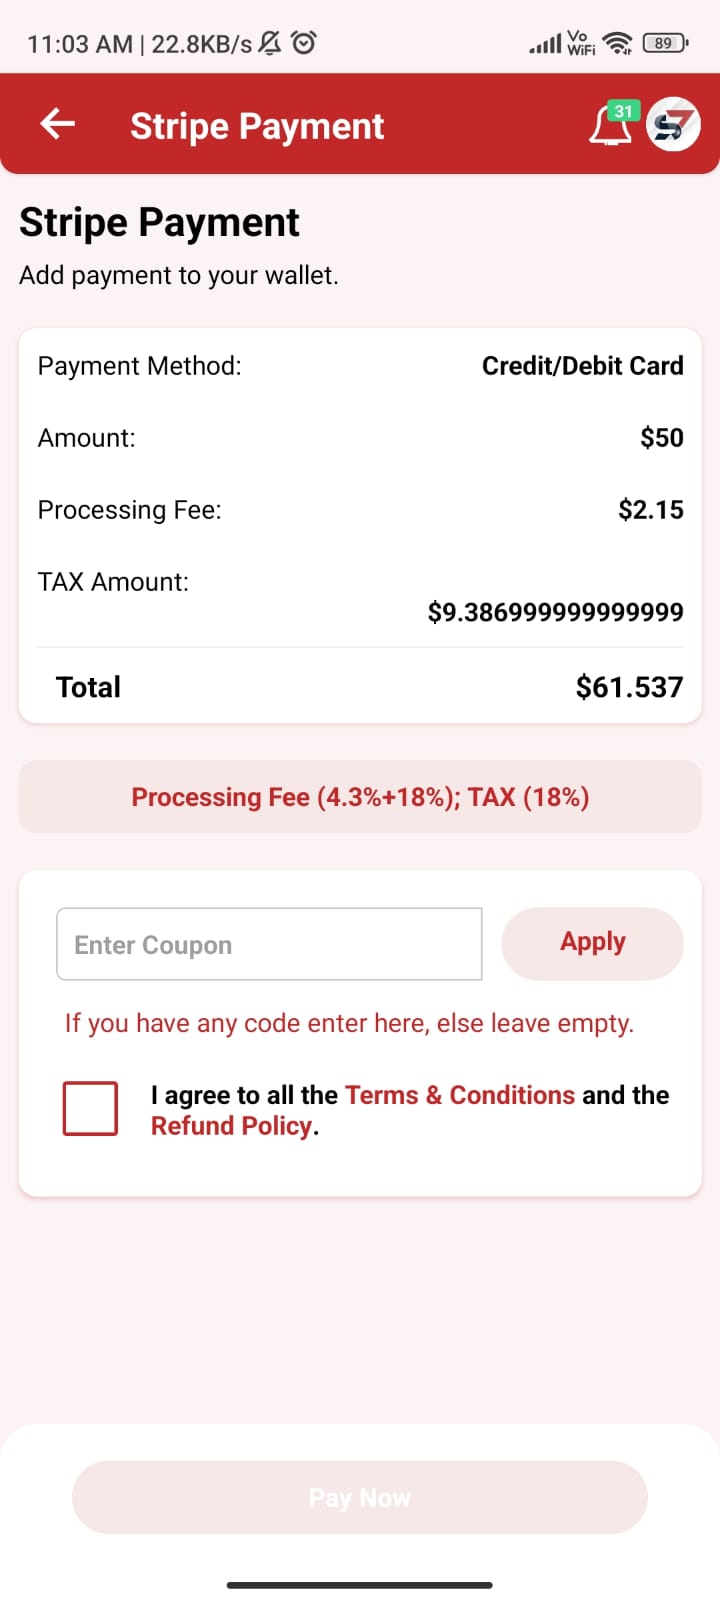 11:03 AM | 22.8KB/s
Vo WiFi
89
Stripe Payment
31
S7
Stripe Payment
Add payment to your wallet.
Payment Method: Credit/Debit Card
Amount: $50
Processing Fee: $2.15
TAX Amount:
$9.386999999999999
Total $61.537
Processing Fee (4.3%+18%); TAX (18%)
Enter Coupon Apply
If you have any code enter here, else leave empty.
I agree to all the Terms & Conditions and the
Refund Policy.
Pay Now